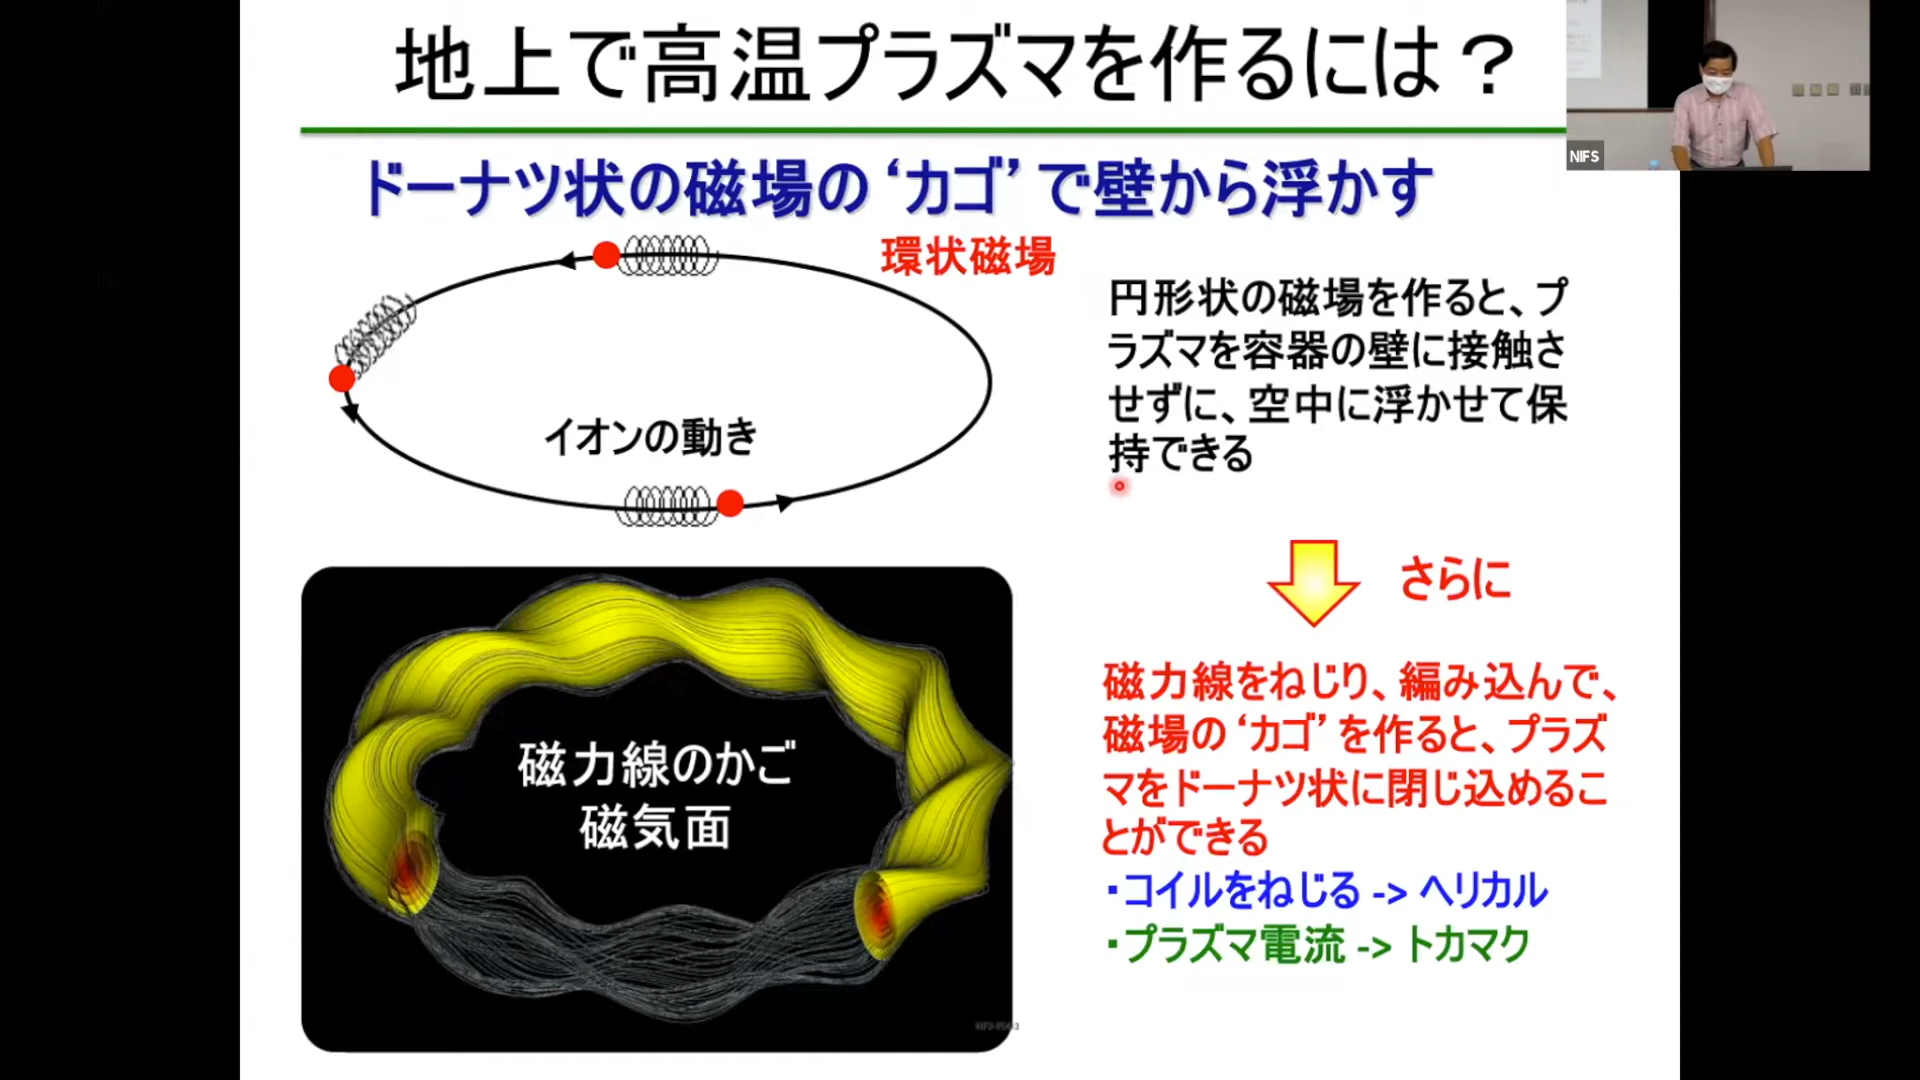 地上で高温プラズマを作るには？
NIFS
ドーナツ状の磁場の‘カゴ’で壁から浮かす
環状磁場
イオンの動き
円形状の磁場を作ると、プ
ラズマを容器の壁に接触さ
せずに、空中に浮かせて保
持できる
さらに
磁力線のかご
磁気面
磁力線をねじり、編み込んで、
磁場の‘カゴ’を作ると、プラズ
マをドーナツ状に閉じ込めるこ
とができる
・コイルをねじる -> ヘリカル
・プラズマ電流 -> トカマク